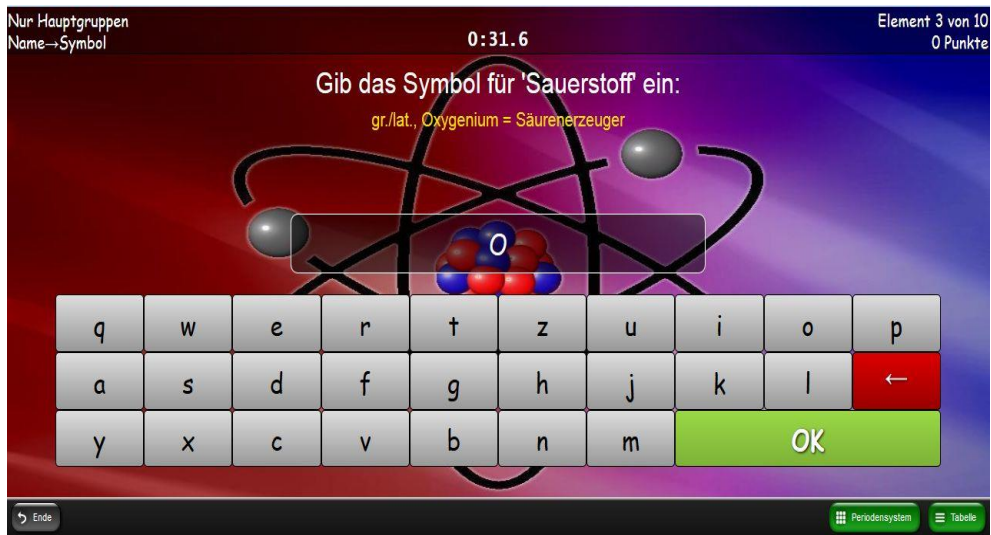 Nur Hauptgruppen
Name→Symbol
0:31.6
Element 3 von 10
0 Punkte
Gib das Symbol für 'Sauerstoff' ein:
gr./lat., Oxygenium = Säurenerzeuger
O
q w e r t z u i o p
a s d f g h j k l ←
y x c v b n m OK
Ende
Periodensystem
Tabelle